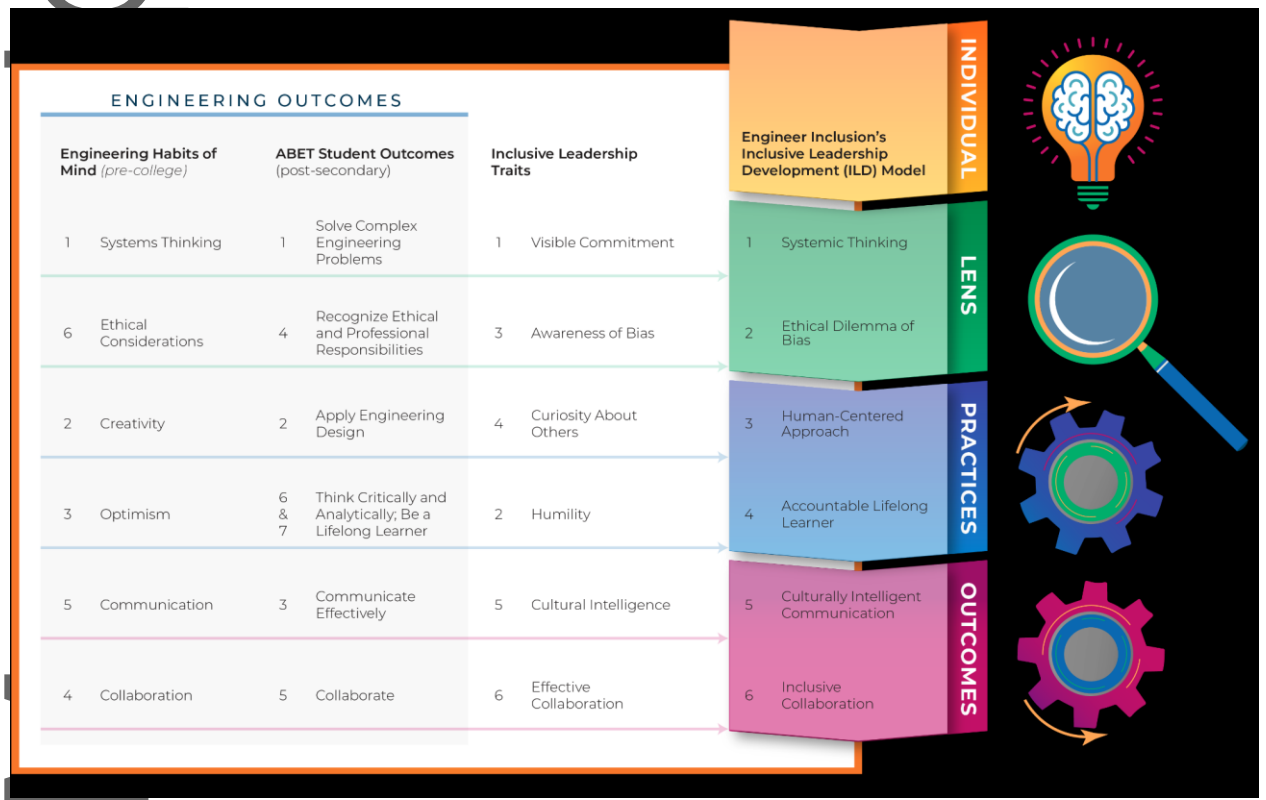 ENGINEERING OUTCOMES
Engineering Habits of
Mind (pre-college)
ABET Student Outcomes
(post-secondary)
Inclusive Leadership
Traits
Engineer Inclusion's
Inclusive Leadership
Development (ILD) Model
INDIVIDUAL
1 Systems Thinking
1 Solve Complex
Engineering
Problems
1 Visible Commitment
1 Systemic Thinking
LENS
6 Ethical
Considerations
4 Recognize Ethical
and Professional
Responsibilities
3 Awareness of Bias
2 Ethical Dilemma of
Bias
2 Creativity
2 Apply Engineering
Design
4 Curiosity About
Others
3 Human-Centered
Approach
PRACTICES
3 Optimism
6 Think Critically and
& Analytically; Be a
7 Lifelong Learner
2 Humility
4 Accountable Lifelong
Learner
5 Communication
3 Communicate
Effectively
5 Cultural Intelligence
5 Culturally Intelligent
Communication
OUTCOMES
4 Collaboration
5 Collaborate
6 Effective
Collaboration
6 Inclusive
Collaboration